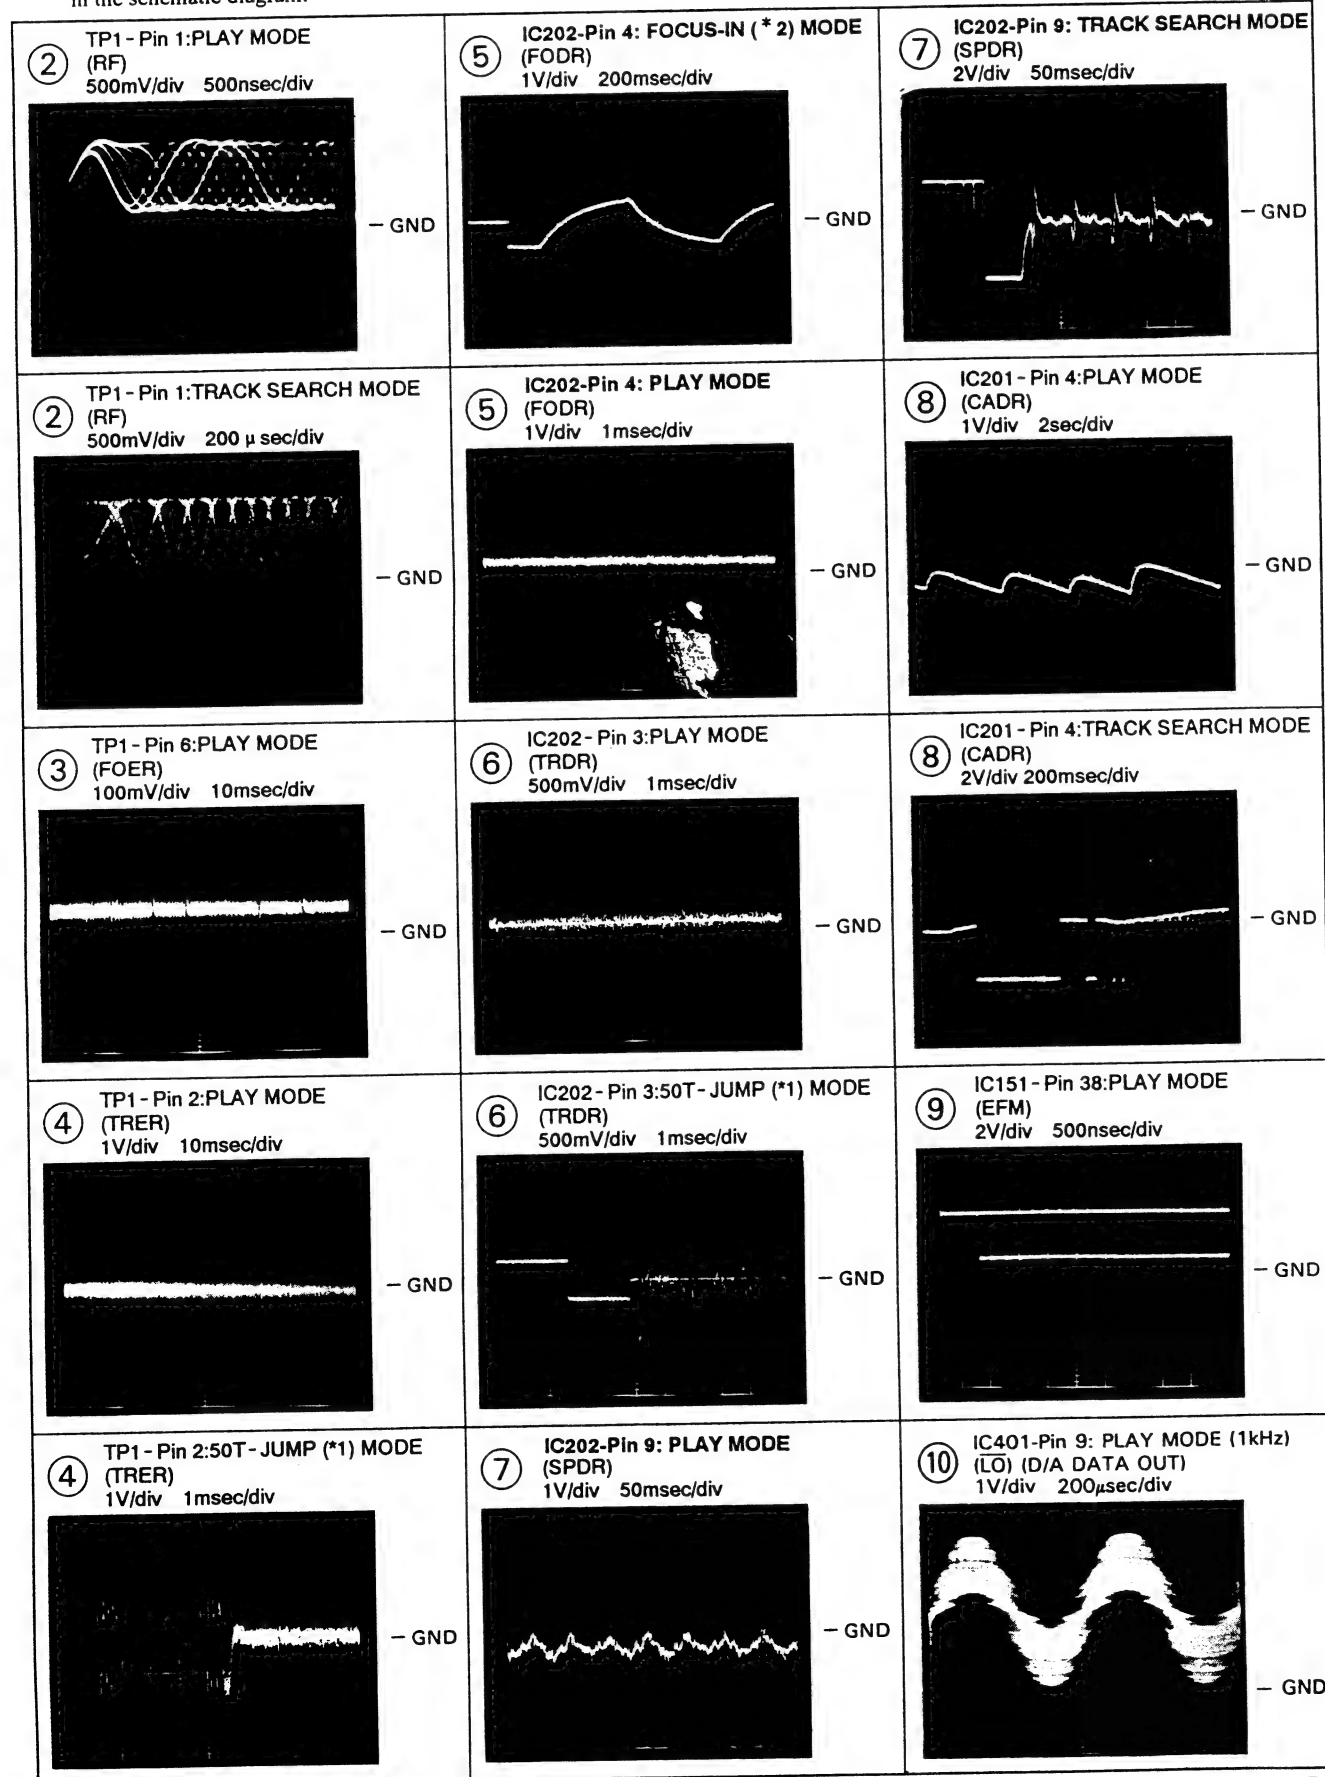 in the schematic diagram.
② TP1 - Pin 1:PLAY MODE
(RF)
500mV/div 500nsec/div
– GND
⑤ IC202-Pin 4: FOCUS-IN ( * 2) MODE
(FODR)
1V/div 200msec/div
– GND
⑦ IC202-Pin 9: TRACK SEARCH MODE
(SPDR)
2V/div 50msec/div
– GND
② TP1 - Pin 1:TRACK SEARCH MODE
(RF)
500mV/div 200 μ sec/div
– GND
⑤ IC202-Pin 4: PLAY MODE
(FODR)
1V/div 1msec/div
– GND
⑧ IC201 - Pin 4:PLAY MODE
(CADR)
1V/div 2sec/div
– GND
③ TP1 - Pin 6:PLAY MODE
(FOER)
100mV/div 10msec/div
– GND
⑥ IC202 - Pin 3:PLAY MODE
(TRDR)
500mV/div 1msec/div
– GND
⑧ IC201 - Pin 4:TRACK SEARCH MODE
(CADR)
2V/div 200msec/div
– GND
④ TP1 - Pin 2:PLAY MODE
(TRER)
1V/div 10msec/div
– GND
⑥ IC202 - Pin 3:50T - JUMP (*1) MODE
(TRDR)
500mV/div 1msec/div
– GND
⑨ IC151 - Pin 38:PLAY MODE
(EFM)
2V/div 500nsec/div
– GND
④ TP1 - Pin 2:50T - JUMP (*1) MODE
(TRER)
1V/div 1msec/div
– GND
⑦ IC202-Pin 9: PLAY MODE
(SPDR)
1V/div 50msec/div
– GND
⑩ IC401-Pin 9: PLAY MODE (1kHz)
(L̅O̅) (D/A DATA OUT)
1V/div 200μsec/div
– GND